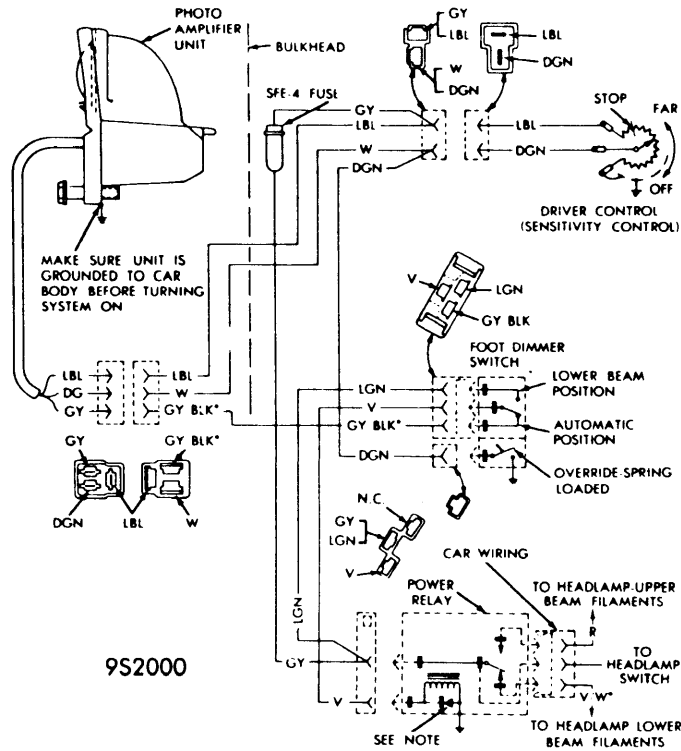 PHOTO
AMPLIFIER
UNIT
BULKHEAD
SFE-4 FUSE
GY
LBL
W
DGN
GY
LBL
W
DGN
LBL
DGN
LBL
DGN
STOP
FAR
OFF
DRIVER CONTROL
(SENSITIVITY CONTROL)
MAKE SURE UNIT IS
GROUNDED TO CAR
BODY BEFORE TURNING
SYSTEM ON
V
LGN
GY BLK
FOOT DIMMER
SWITCH
LBL
DG
GY
LBL
W
GY BLK*
LGN
V
GY BLK*
DGN
LOWER BEAM
POSITION
AUTOMATIC
POSITION
OVERRIDE-SPRING
LOADED
GY
GY BLK*
DGN
LBL
W
N.C.
GY
LGN
V
CAR WIRING
POWER
RELAY
TO HEADLAMP-UPPER
BEAM FILAMENTS
R
LGN
GY
V
TO
HEADLAMP
SWITCH
V W*
SEE NOTE
TO HEADLAMP LOWER
BEAM FILAMENTS
9S2000